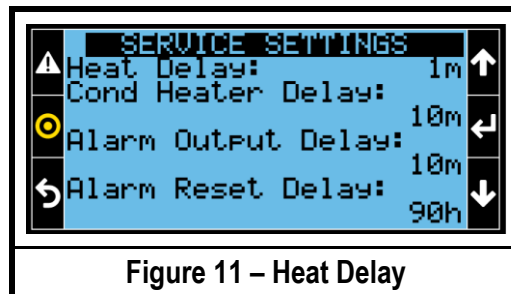 SERVICE SETTINGS
Heat Delay: 1m
Cond Heater Delay:
10m
Alarm Output Delay:
10m
Alarm Reset Delay:
90h
Figure 11 – Heat Delay